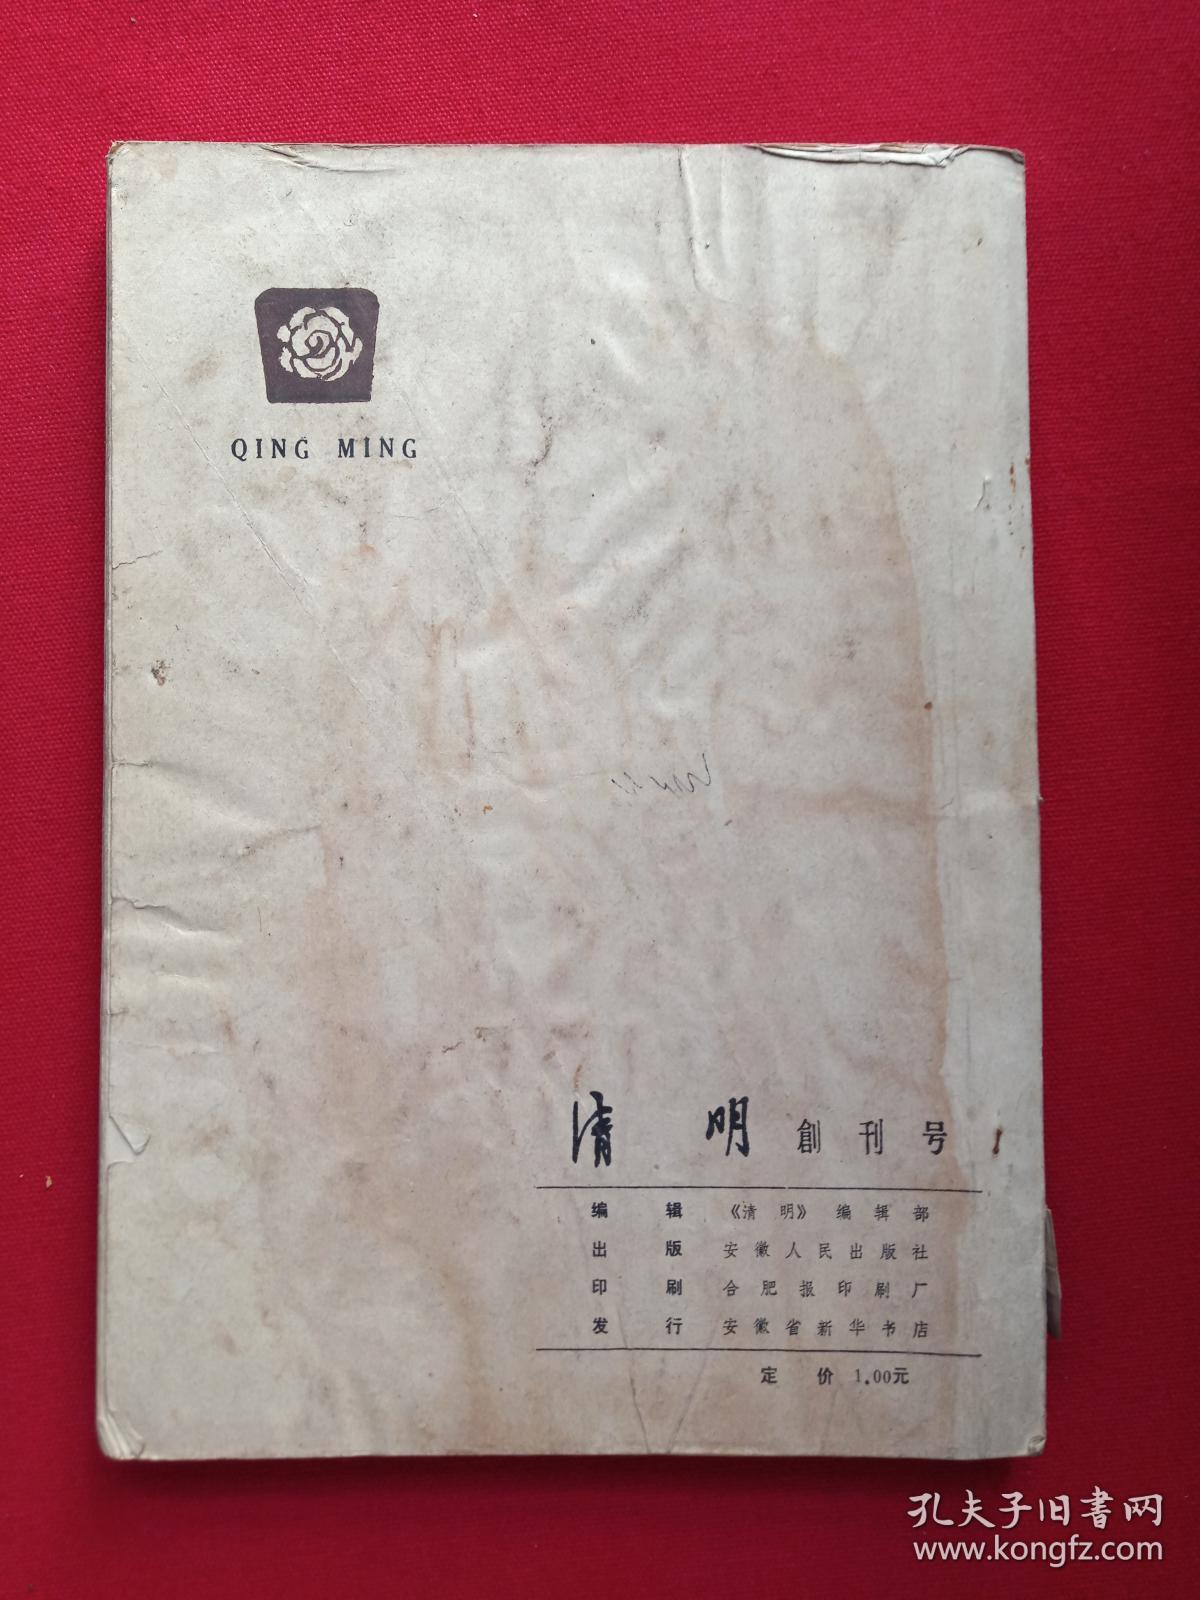 QING MING
清 明 創刊号
编 辑 《清 明》编辑部
出 版 安徽人民出版社
印 刷 合肥报印刷厂
发 行 安徽省新华书店
定 价 1.00元
孔夫子旧书网
www.kongfz.com